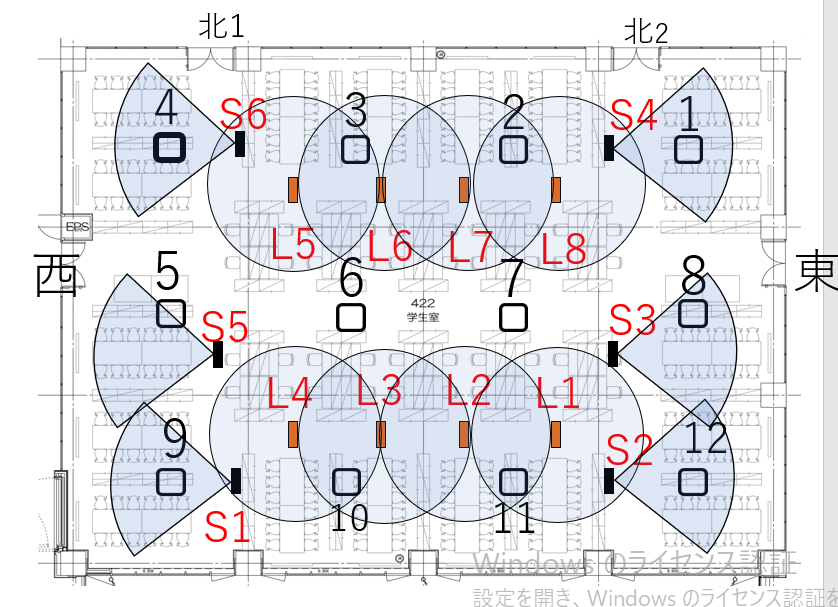 北1
北2
4
S6
3
2
S4
1
L5
L6
L7
L8
EPS
西
5
6
7
8
東
422
学生室
S5
S3
L4
L3
L2
L1
9
S2
12
S1
10
11
Windows のライセンス認証
設定を開き、Windows のライセンス認証を